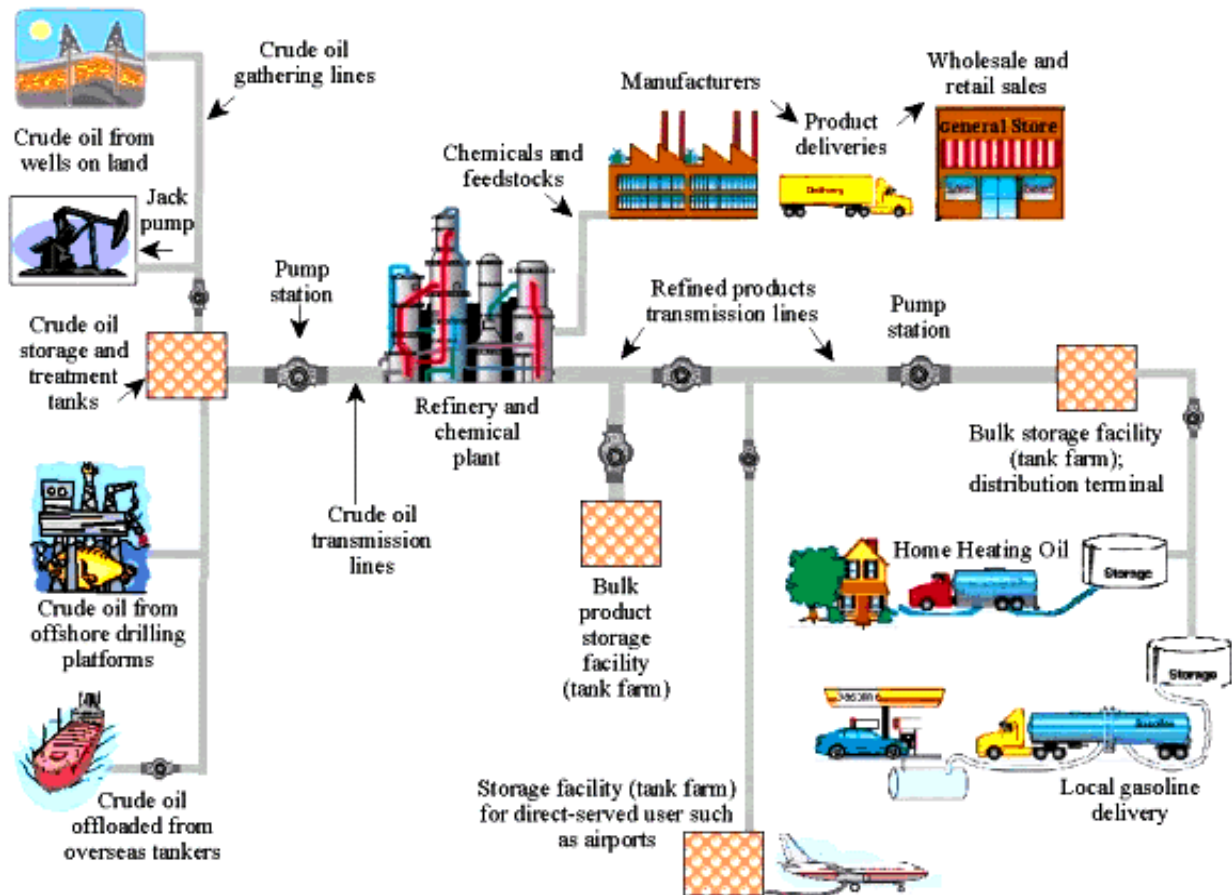 Crude oil
gathering lines
Crude oil from
wells on land
Jack
pump
Crude oil
storage and
treatment
tanks
Pump
station
Crude oil
transmission
lines
Crude oil from
offshore drilling
platforms
Crude oil
offloaded from
overseas tankers
Refinery and
chemical
plant
Chemicals and
feedstocks
Manufacturers
Product
deliveries
Delivery
Wholesale and
retail sales
General Store
Refined products
transmission lines
Pump
station
Bulk
product
storage
facility
(tank farm)
Bulk storage facility
(tank farm);
distribution terminal
Home Heating Oil
Storage
Storage
Local gasoline
delivery
Storage facility (tank farm)
for direct-served user such
as airports